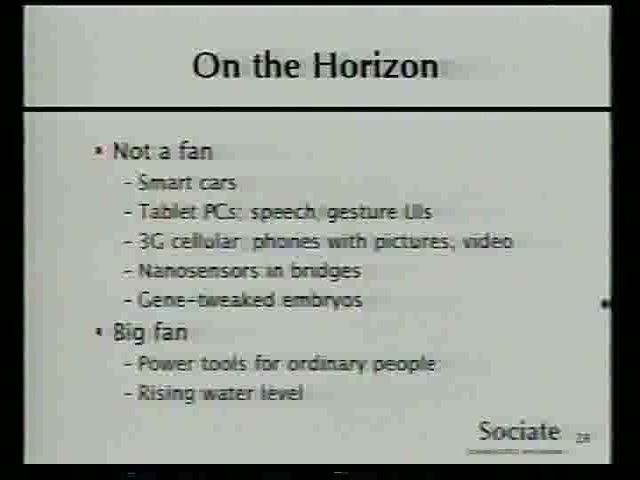 On the Horizon
• Not a fan
– Smart cars
– Tablet PCs; speech, gesture UIs
– 3G cellular: phones with pictures, video
– Nanosensors in bridges
– Gene-tweaked embryos
• Big fan
– Power tools for ordinary people
– Rising water level
Sociate
28